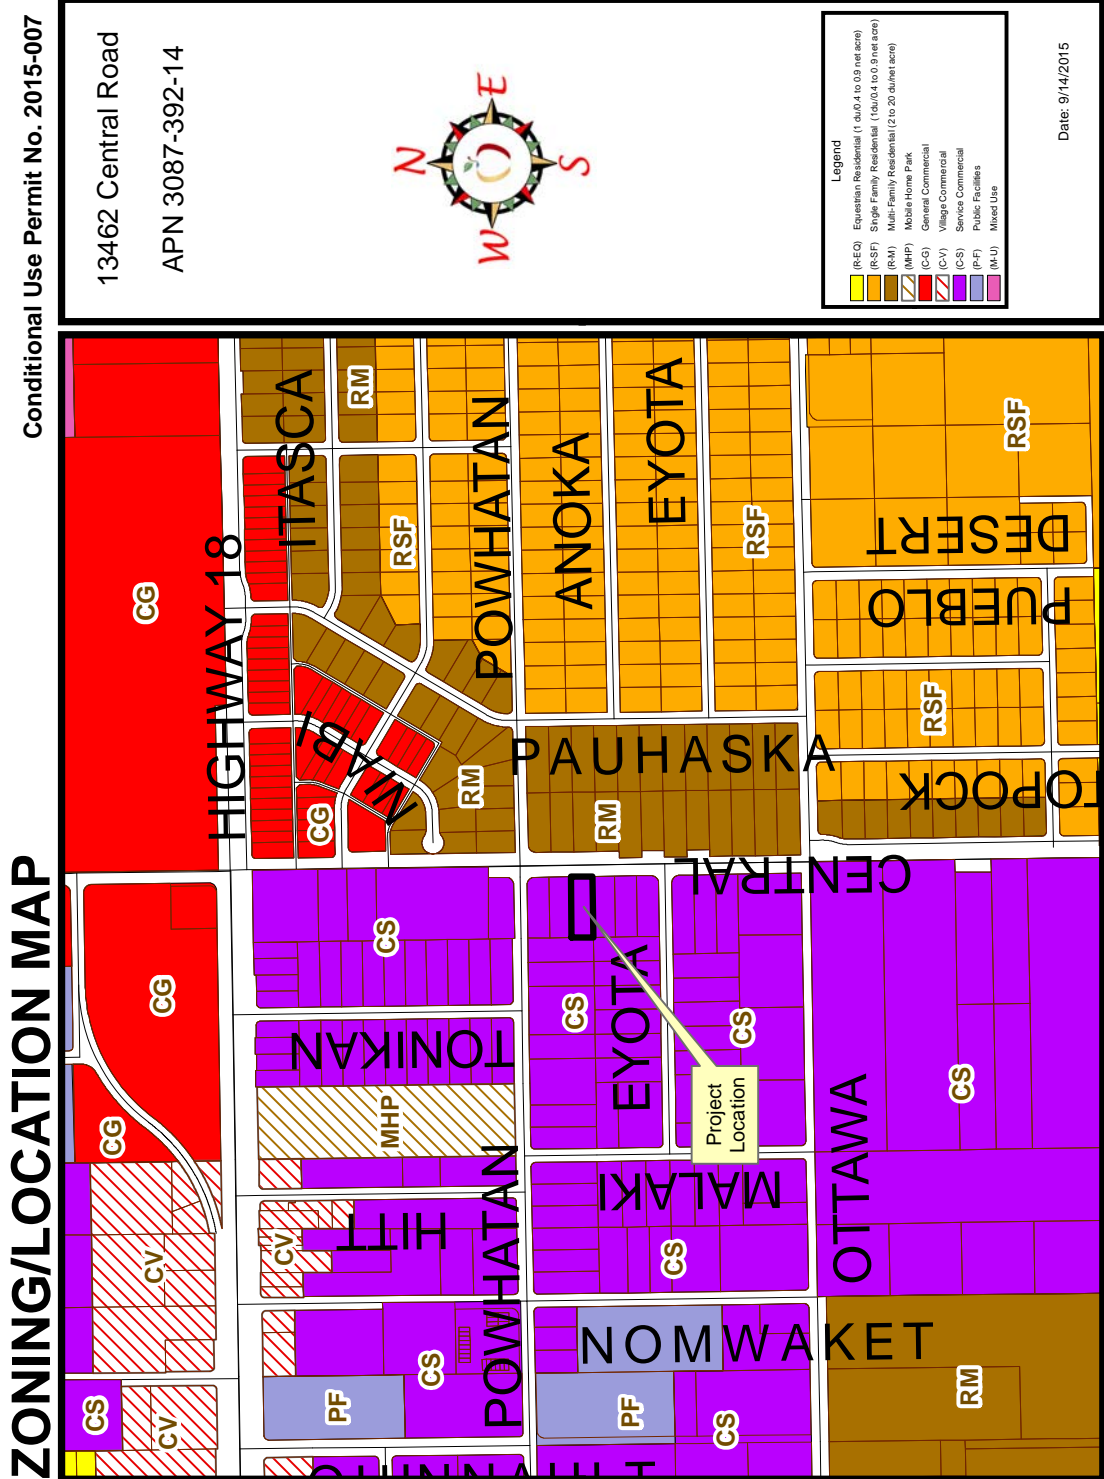 ZONING/LOCATION MAP
Conditional Use Permit No. 2015-007
13462 Central Road
APN 3087-392-14
N
W
E
S
Legend
(R-EQ) Equestrian Residential (1 du/0.4 to 0.9 net acre)
(R-SF) Single Family Residential (1du/0.4 to 0.9 net acre)
(R-M) Multi-Family Residential (2 to 20 du/net acre)
(MHP) Mobile Home Park
(C-G) General Commercial
(C-V) Village Commercial
(C-S) Service Commercial
(P-F) Public Facilities
(M-U) Mixed Use
Date: 9/14/2015
CG
CG
CG
CV
CS
CV
HIGHWAY 18
ITASCA
RM
RSF
POWHATAN
MIABI
CG
RM
CS
TONIKAN
MHP
HITT
CV
POWHATAN
CS
PF
ANOKA
EYOTA
RSF
PAUHASKA
RM
CENTRAL
CS
EYOTA
CS
Project
Location
MALAKI
CS
NOMWAKET
PF
CS
RSF
DESERT
PUEBLO
RSF
TOPOCK
OTTAWA
CS
RM